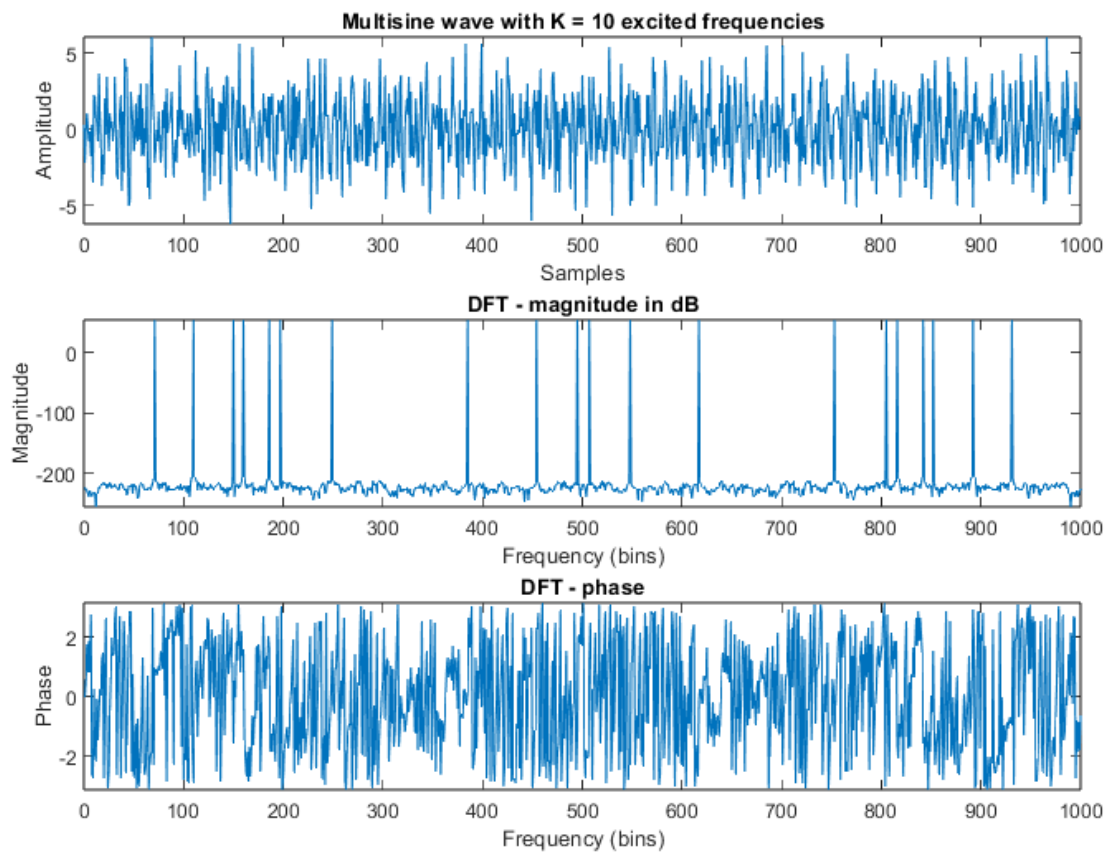 Multisine wave with K = 10 excited frequencies
Amplitude
5
0
-5
0 100 200 300 400 500 600 700 800 900 1000
Samples
DFT - magnitude in dB
Magnitude
0
-100
-200
0 100 200 300 400 500 600 700 800 900 1000
Frequency (bins)
DFT - phase
Phase
2
0
-2
0 100 200 300 400 500 600 700 800 900 1000
Frequency (bins)